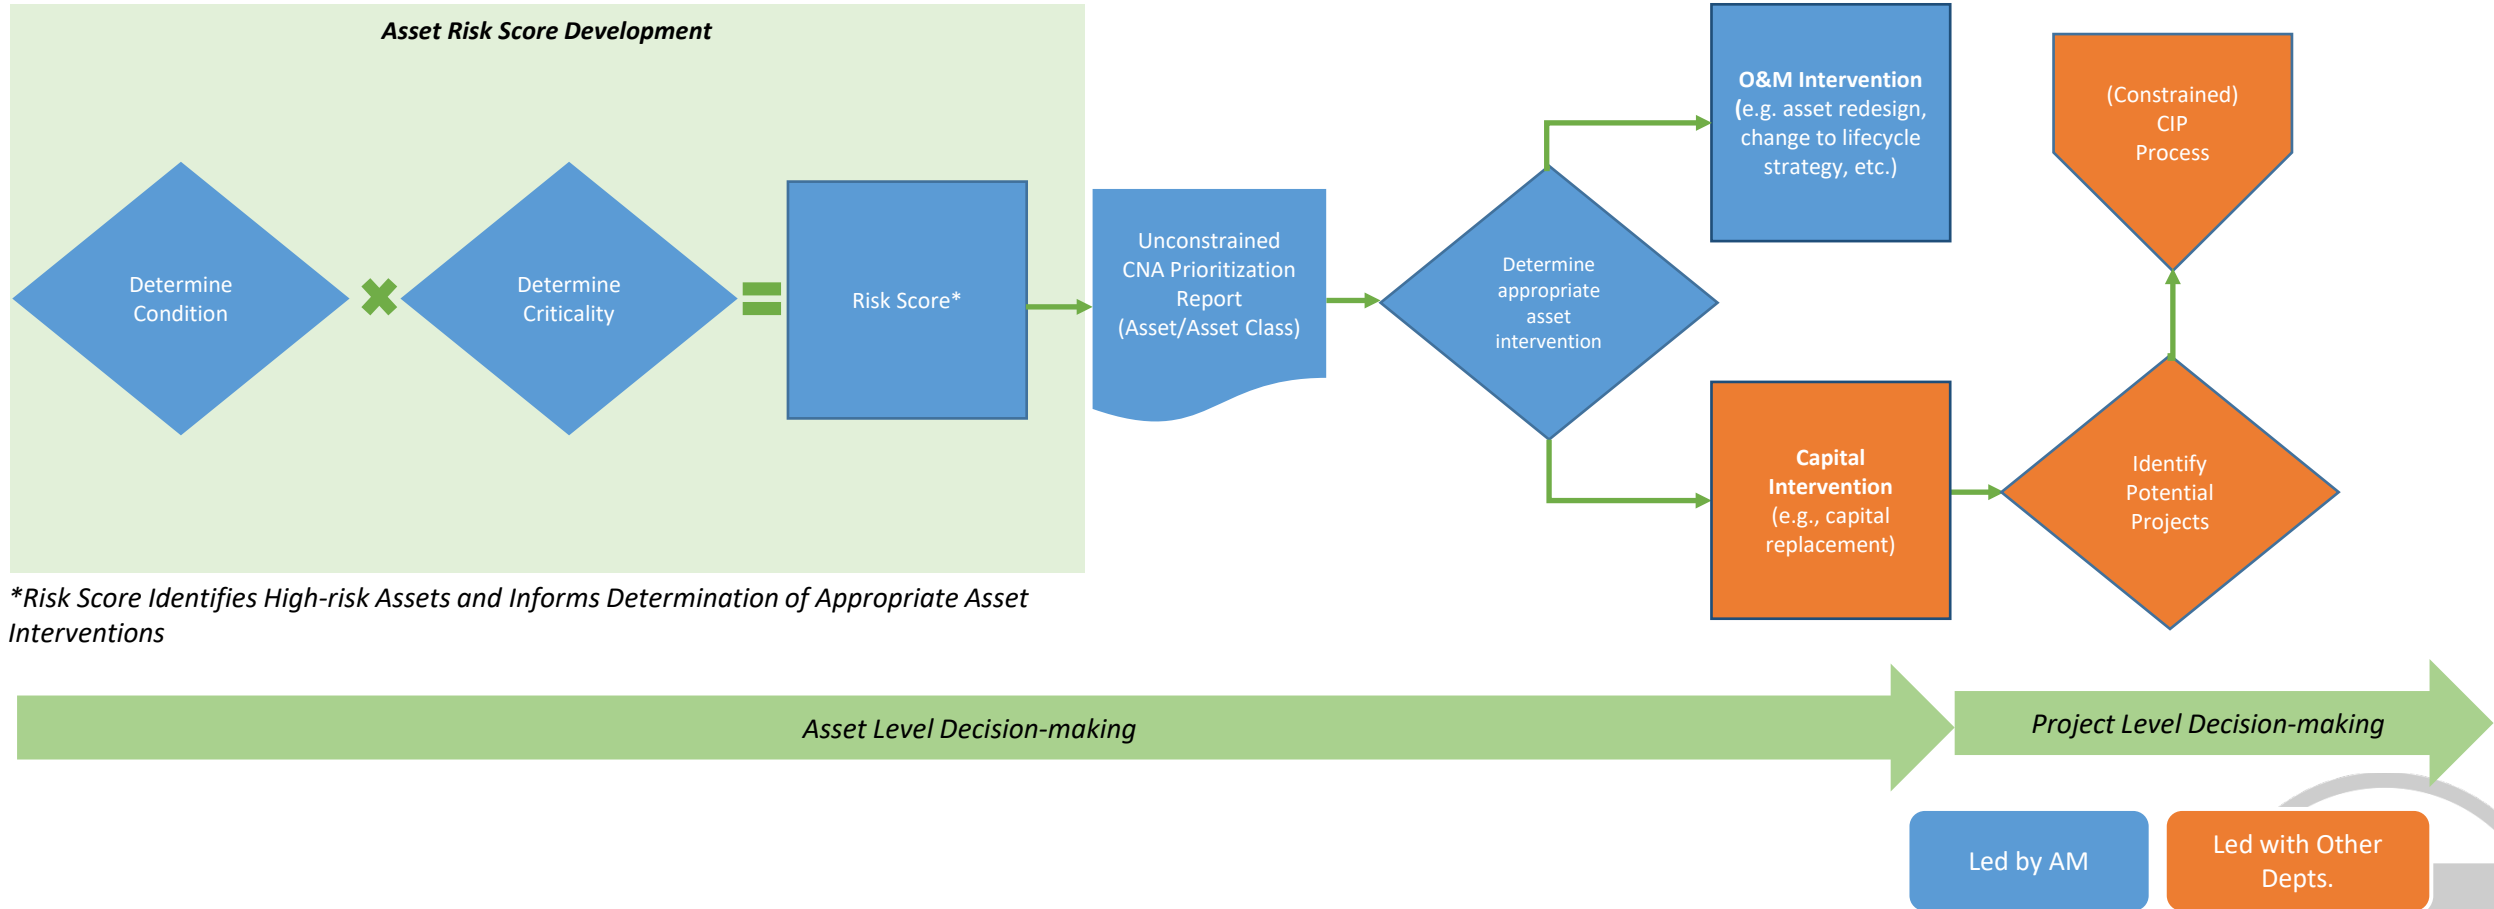 Asset Risk Score Development
Determine
Condition
Determine
Criticality
Risk Score*
Unconstrained
CNA Prioritization
Report
(Asset/Asset Class)
Determine
appropriate
asset
intervention
O&M Intervention
(e.g. asset redesign,
change to lifecycle
strategy, etc.)
Capital
Intervention
(e.g., capital
replacement)
Identify
Potential
Projects
(Constrained)
CIP
Process
*Risk Score Identifies High-risk Assets and Informs Determination of Appropriate Asset
Interventions
Asset Level Decision-making
Project Level Decision-making
Led by AM
Led with Other
Depts.